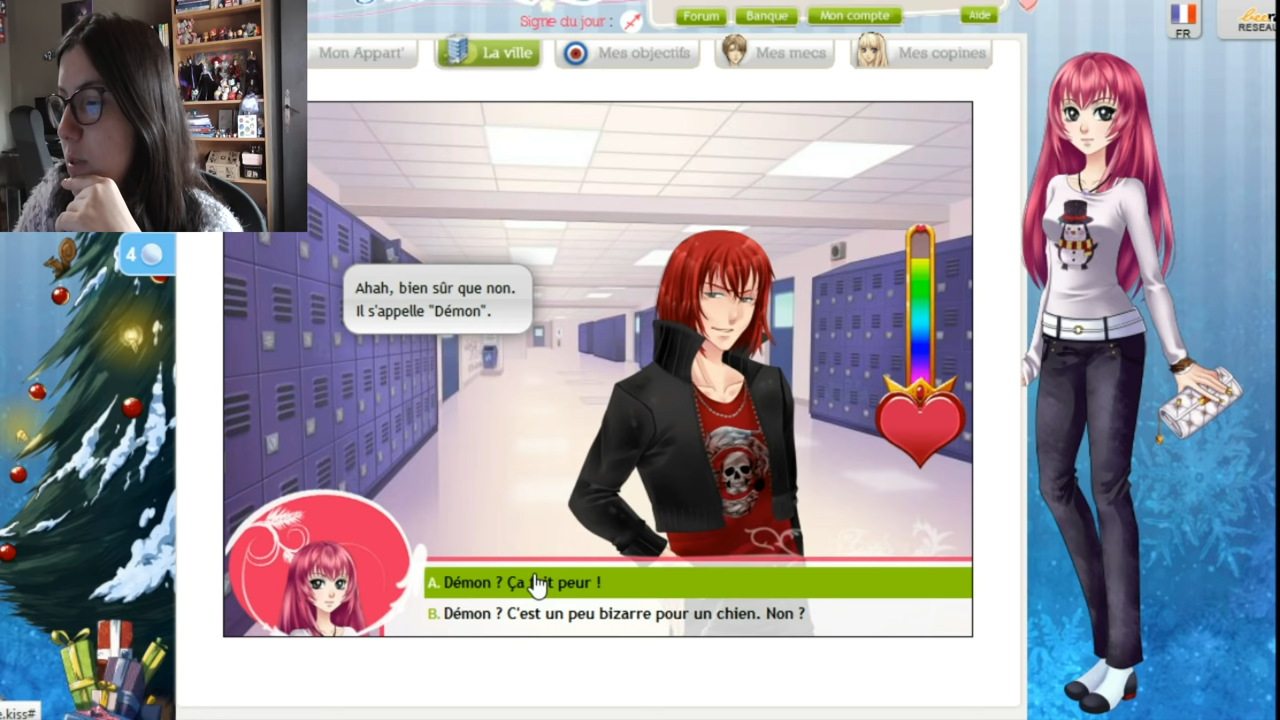 Signe du jour :
Forum
Banque
Mon compte
Aide
FR
RESEAU
Mon Appart'
La ville
Mes objectifs
Mes mecs
Mes copines
4
Ahah, bien sûr que non.
Il s'appelle "Démon".
A. Démon ? Ça fait peur !
B. Démon ? C'est un peu bizarre pour un chien. Non ?
e.kiss#